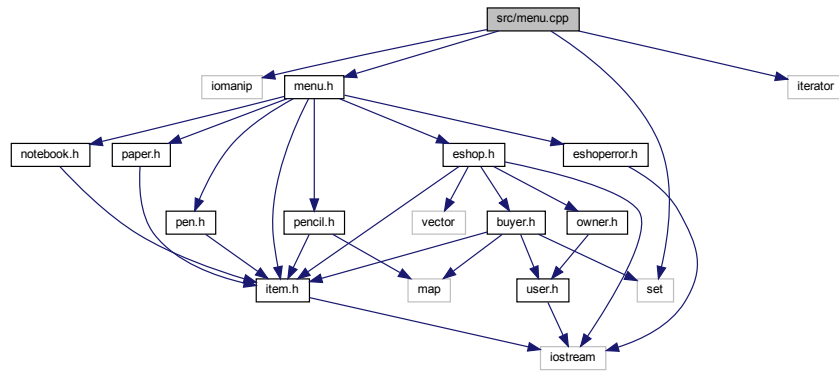 src/menu.cpp
iomanip
menu.h
iterator
notebook.h
paper.h
eshop.h
eshoperror.h
pen.h
pencil.h
vector
buyer.h
owner.h
item.h
map
user.h
set
iostream